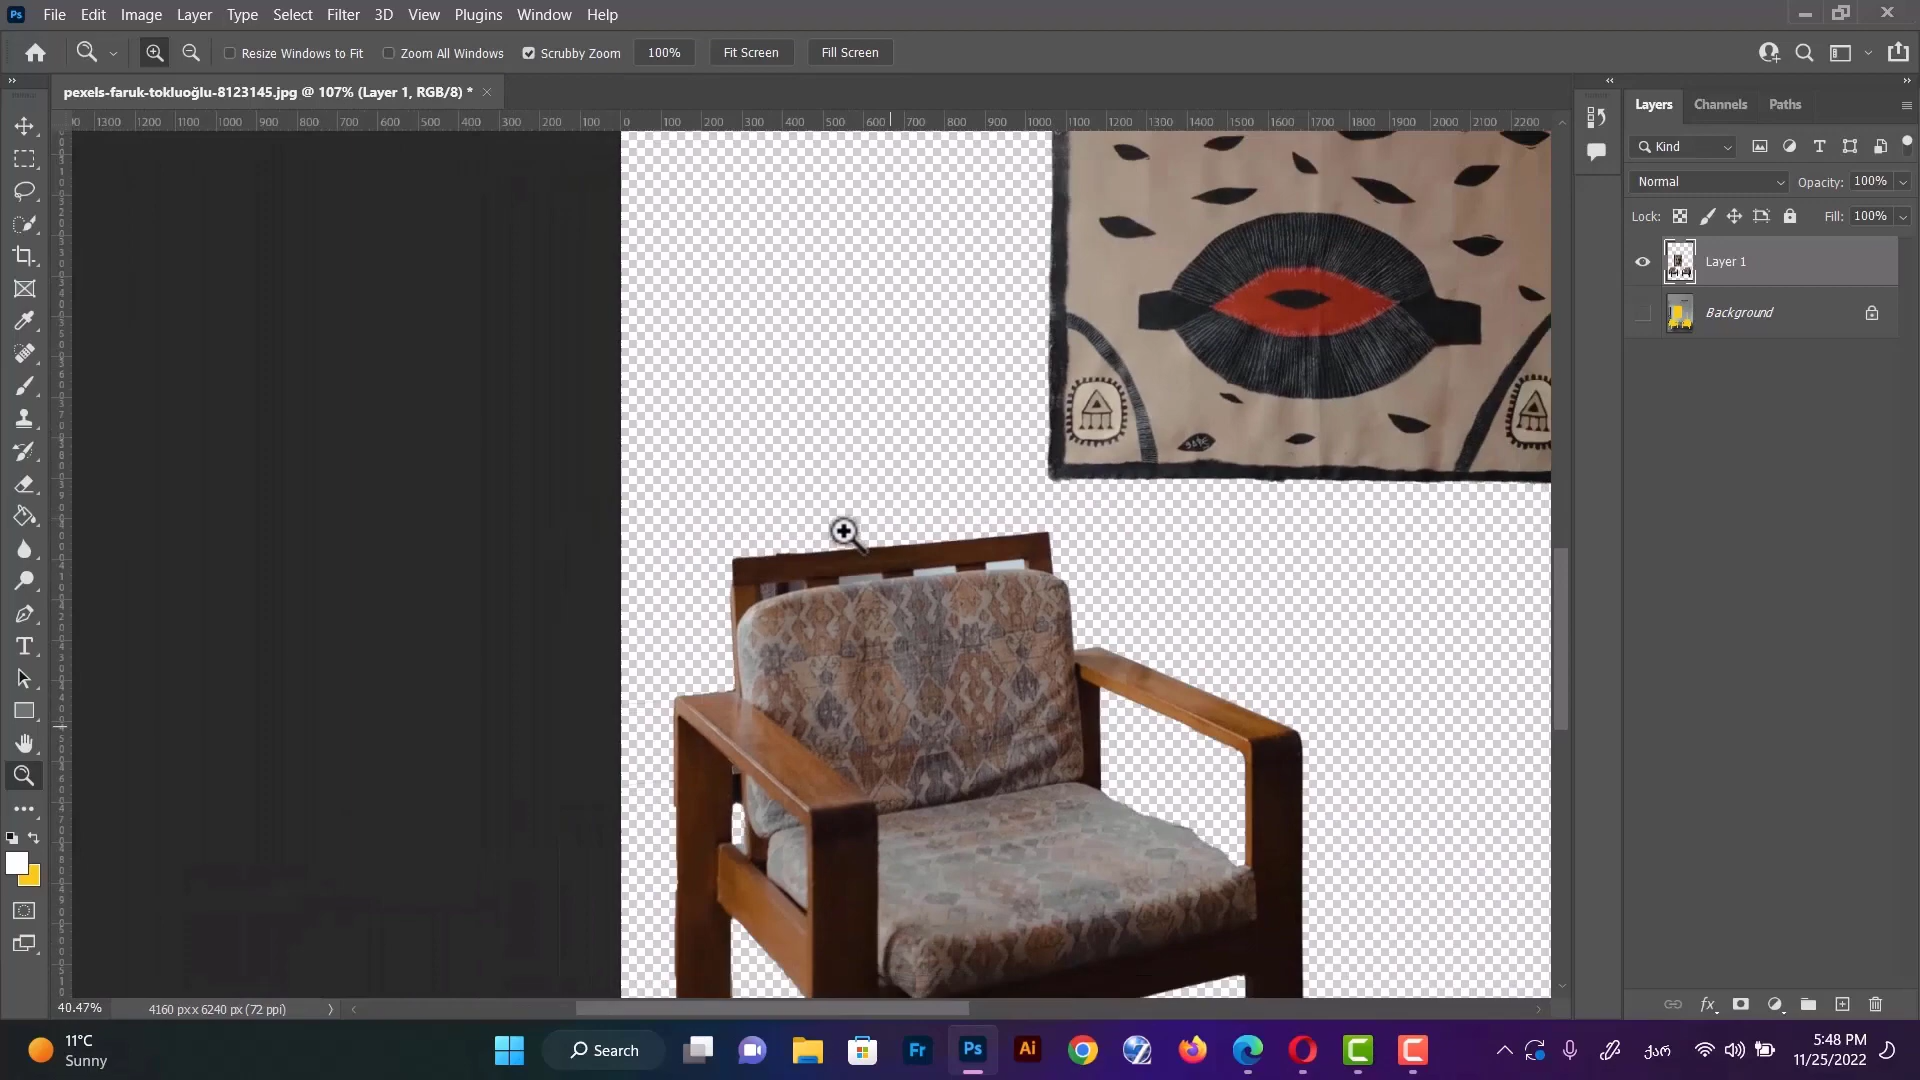 Ps File Edit Image Layer Type Select Filter 3D View Plugins Window Help
Resize Windows to Fit Zoom All Windows Scrubby Zoom 100% Fit Screen Fill Screen
pexels-faruk-tokluoğlu-8123145.jpg @ 107% (Layer 1, RGB/8) *
1300 1200 1100 1000 900 800 700 600 500 400 300 200 100 0 100 200 300 400 500 600 700 800 900 1000 1100 1200 1300 1400 1500 1600 1700 1800 1900 2000 2100 2200
Layers Channels Paths
Kind
Normal Opacity: 100%
Lock: Fill: 100%
Layer 1
Background
40.47% 4160 px x 6240 px (72 ppi)
11°C
Sunny
Search
Fr Ps Ai
ქარ
5:48 PM
11/25/2022